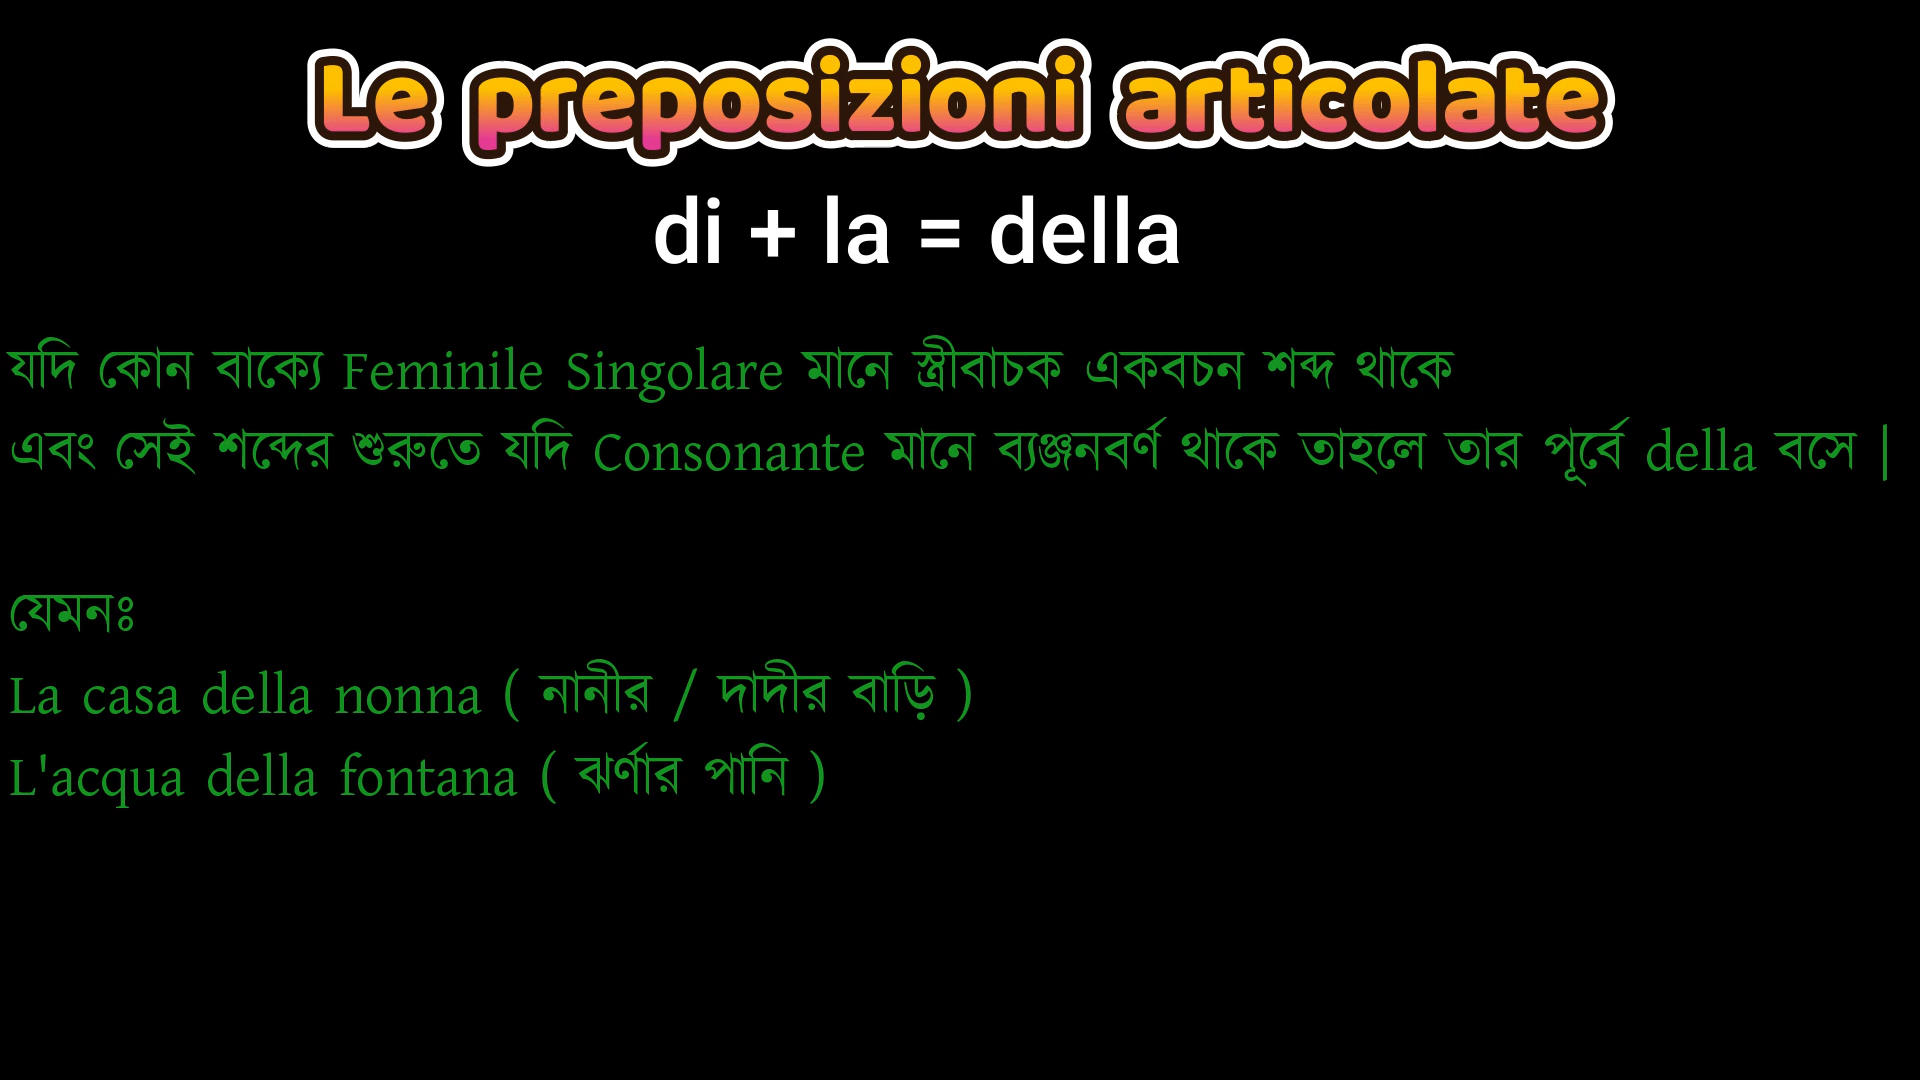 Le preposizioni articolate
di + la = della
যদি কোন বাক্যে Feminile Singolare মানে স্ত্রীবাচক একবচন শব্দ থাকে
এবং সেই শব্দের শুরুতে যদি Consonante মানে ব্যঞ্জনবর্ণ থাকে তাহলে তার পূর্বে della বসে |
যেমনঃ
La casa della nonna ( নানীর / দাদীর বাড়ি )
L'acqua della fontana ( ঝর্ণার পানি )